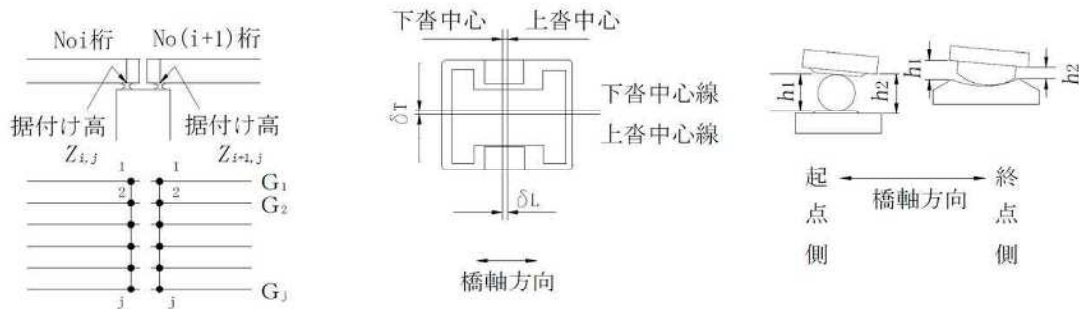 Noi桁 No(i+1)桁
据付け高 据付け高
Zi,j Zi+1,j
1 1
G1
2 2
G2
Gj
j j
下沓中心 上沓中心
δT
下沓中心線
上沓中心線
δL
橋軸方向
h1 h2
h1 h2
起点側
橋軸方向
終点側